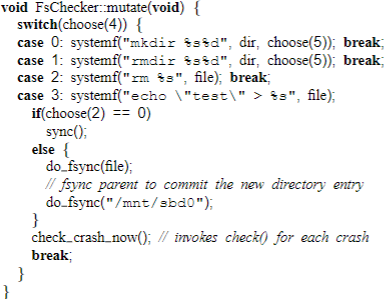 void FsChecker::mutate(void) {
switch(choose(4)) {
case 0: systemf("mkdir %s%d", dir, choose(5)); break;
case 1: systemf("rmdir %s%d", dir, choose(5)); break;
case 2: systemf("rm %s", file); break;
case 3: systemf("echo \"test\" > %s", file);
if(choose(2) == 0)
sync();
else {
do_fsync(file);
// fsync parent to commit the new directory entry
do_fsync("/mnt/sbd0");
}
check_crash_now(); // invokes check() for each crash
break;
}
}